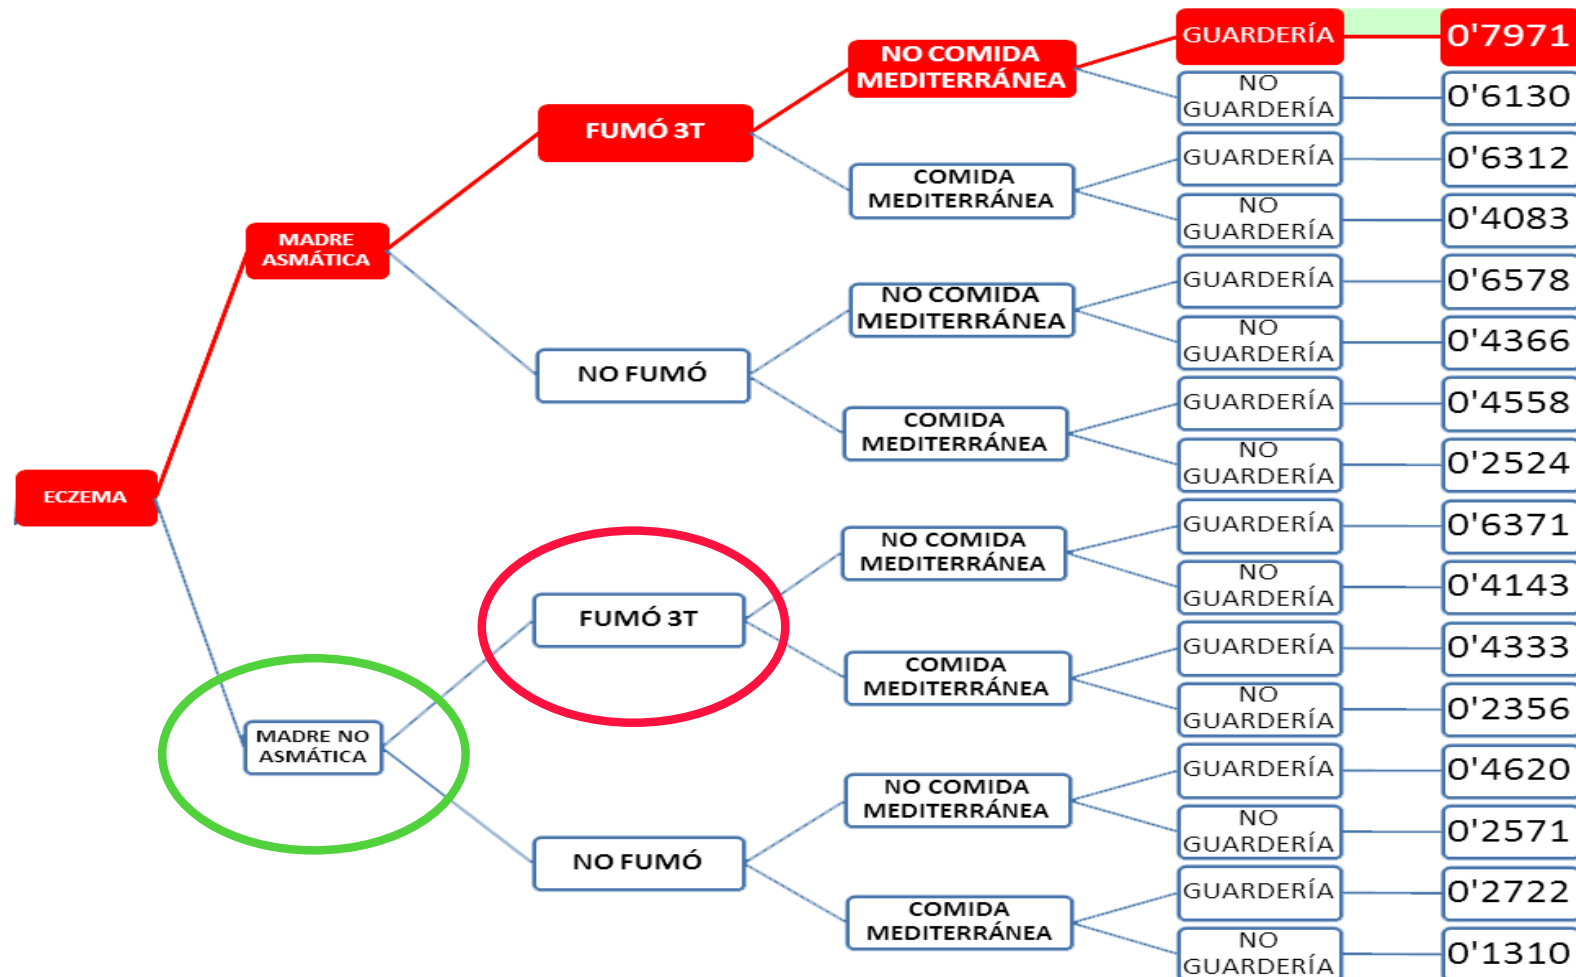 ECZEMA
MADRE
ASMÁTICA
FUMÓ 3T
NO COMIDA
MEDITERRÁNEA
GUARDERÍA
0'7971
NO
GUARDERÍA
0'6130
COMIDA
MEDITERRÁNEA
GUARDERÍA
0'6312
NO
GUARDERÍA
0'4083
NO FUMÓ
NO COMIDA
MEDITERRÁNEA
GUARDERÍA
0'6578
NO
GUARDERÍA
0'4366
COMIDA
MEDITERRÁNEA
GUARDERÍA
0'4558
NO
GUARDERÍA
0'2524
MADRE NO
ASMÁTICA
FUMÓ 3T
NO COMIDA
MEDITERRÁNEA
GUARDERÍA
0'6371
NO
GUARDERÍA
0'4143
COMIDA
MEDITERRÁNEA
GUARDERÍA
0'4333
NO
GUARDERÍA
0'2356
NO FUMÓ
NO COMIDA
MEDITERRÁNEA
GUARDERÍA
0'4620
NO
GUARDERÍA
0'2571
COMIDA
MEDITERRÁNEA
GUARDERÍA
0'2722
NO
GUARDERÍA
0'1310